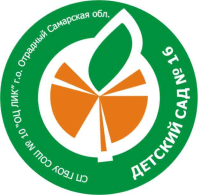 СП ГБОУ СОШ № 10 "ОЦ ЛИК" г.о. Отрадный Самарская обл.
ДЕТСКИЙ САД № 16